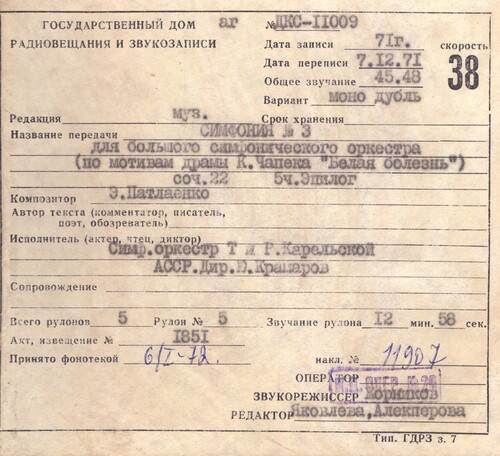 ГОСУДАРСТВЕННЫЙ ДОМ аг №ДКС-11009
РАДИОВЕЩАНИЯ И ЗВУКОЗАПИСИ
Дата записи 71г. скорость
Дата переписи 7.12.71 38
Общее звучание 45.48
Вариант моно дубль
Редакция муз. Срок хранения
Название передачи СИМФОНИЯ № 3
для большого симфонического оркестра
(по мотивам драмы К.Чапека "Белая болезнь")
соч.22 5ч.Эпилог
Композитор Э.Патлаенко
Автор текста (комментатор, писатель,
поэт, обозреватель)
Исполнитель (актер, чтец, диктор)
Симф.оркестр Т и Р.Карельской
АССР.Дир.Э.Крамаров
Сопровождение
Всего рулонов 5 Рулон № 5 Звучание рулона 12 мин. 58 сек.
Акт, извещение № 1851
Принято фонотекой 6/I-72. накл. № 11907
ОПЕРАТОР
ЗВУКОРЕЖИССЕР
РЕДАКТОР Яковлева,Алекперова
Тип. ГДРЗ з. 7